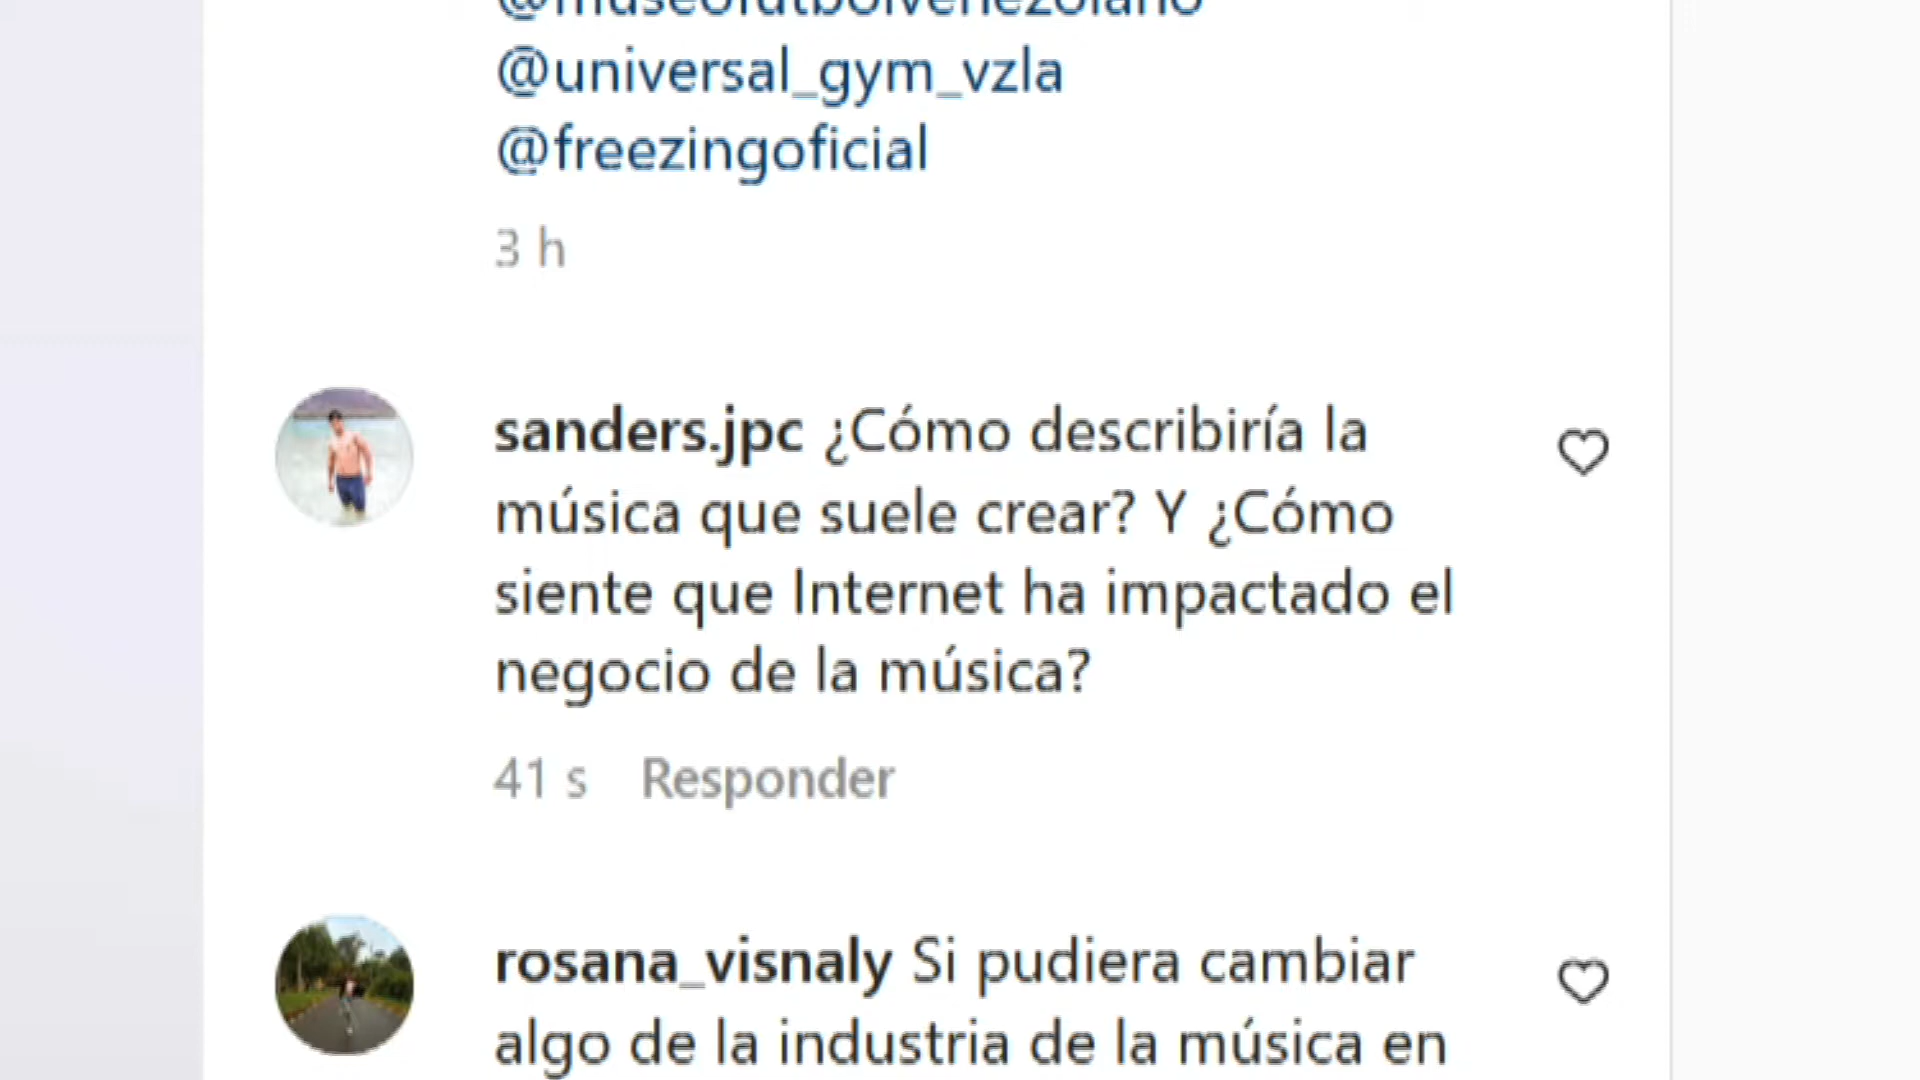 @museofutbolvenezolano
@universal_gym_vzla
@freezingoficial
3 h
sanders.jpc ¿Cómo describiría la
música que suele crear? Y ¿Cómo
siente que Internet ha impactado el
negocio de la música?
41 s Responder
rosana_visnaly Si pudiera cambiar
algo de la industria de la música en